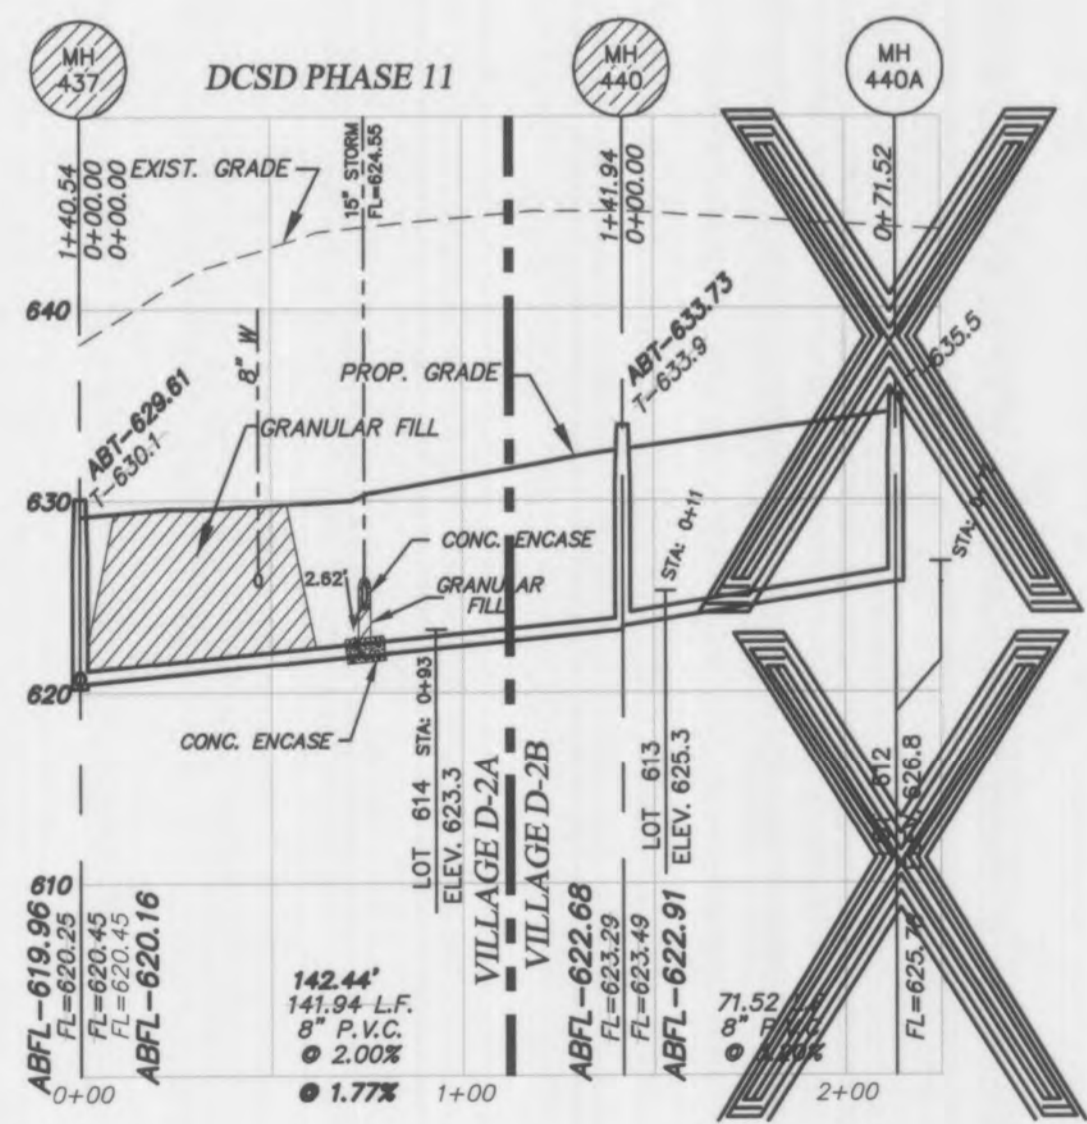 MH
437
DCSD PHASE 11
MH
440
MH
440A
1+40.54
0+00.00
0+00.00
EXIST. GRADE
15" STORM
FL=624.55
1+41.94
0+00.00
0+71.52
640
8" W
ABT-633.73
T-633.9
PROP. GRADE
635.5
ABT-629.61
T-630.1
GRANULAR FILL
630
CONC. ENCASE
2.62'
GRANULAR
FILL
STA: 0+11
STA:
620
CONC. ENCASE
LOT 614 STA: 0+93
ELEV. 623.3
VILLAGE D-2A
VILLAGE D-2B
LOT 613
ELEV. 625.3
612
626.8
610
ABFL-619.96
FL=620.25
FL=620.45
FL=620.45
ABFL-620.16
142.44'
141.94 L.F.
8" P.V.C.
@ 2.00%
@ 1.77%
ABFL-622.68
FL=623.29
FL=623.49
ABFL-622.91
71.52
8" P.V.C.
@
0+00
1+00
2+00